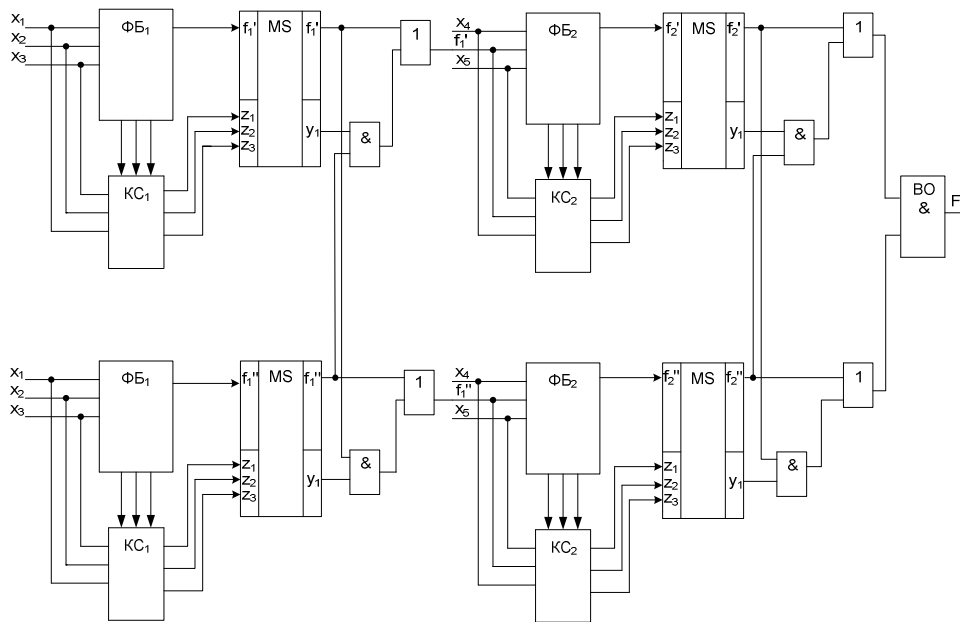 x₁
x₂
x₃
ФБ₁
f₁' MS f₁'
z₁
z₂
z₃
y₁
&
1
КС₁
x₄
f₁'
x₅
ФБ₂
f₂' MS f₂'
z₁
z₂
z₃
y₁
&
1
КС₂
ВО
&
F
x₁
x₂
x₃
ФБ₁
f₁" MS f₁"
z₁
z₂
z₃
y₁
&
1
КС₁
x₄
f₁"
x₅
ФБ₂
f₂" MS f₂"
z₁
z₂
z₃
y₁
&
1
КС₂